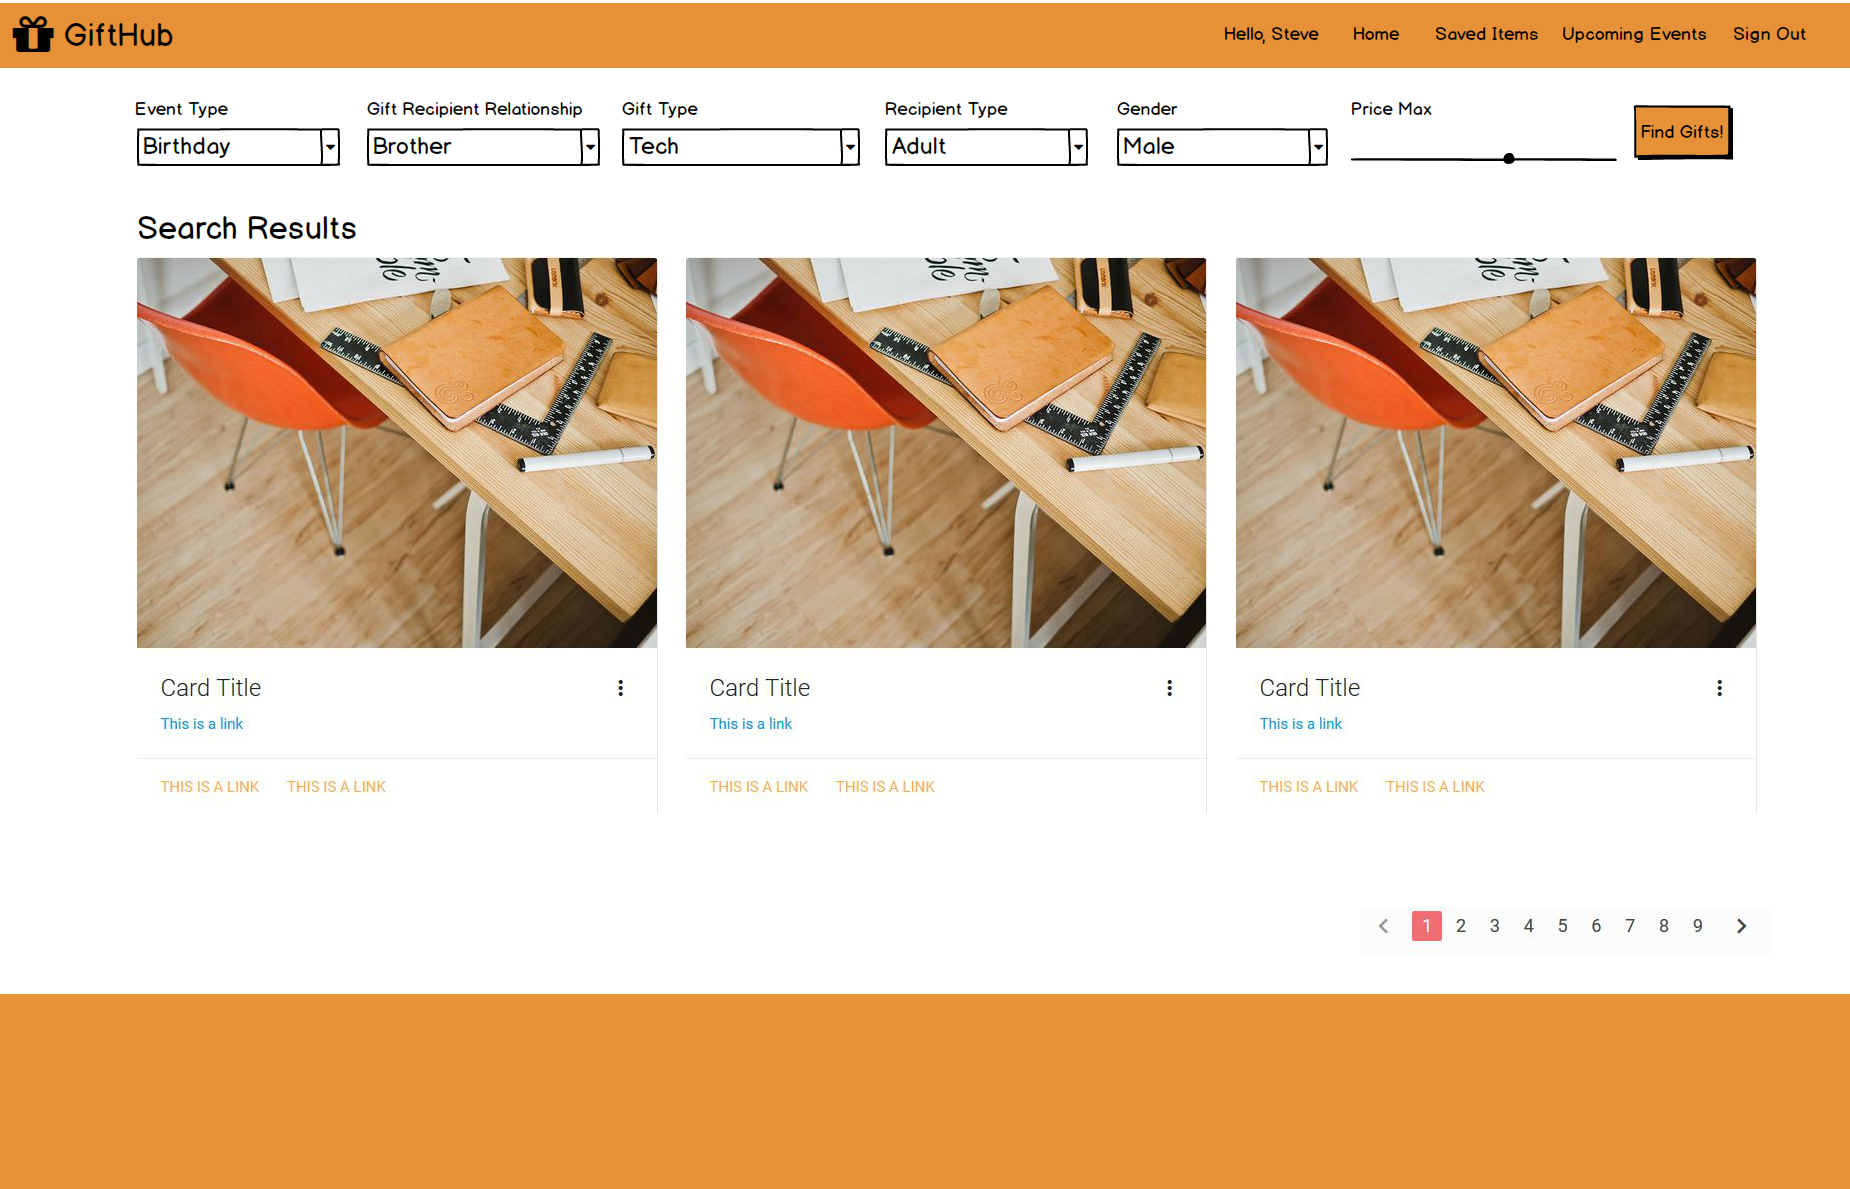 GiftHub
Hello, Steve Home Saved Items Upcoming Events Sign Out
Event Type Gift Recipient Relationship Gift Type Recipient Type Gender Price Max
Birthday Brother Tech Adult Male Find Gifts!
Search Results
Card Title Card Title Card Title
This is a link This is a link This is a link
THIS IS A LINK THIS IS A LINK THIS IS A LINK THIS IS A LINK THIS IS A LINK THIS IS A LINK
1 2 3 4 5 6 7 8 9